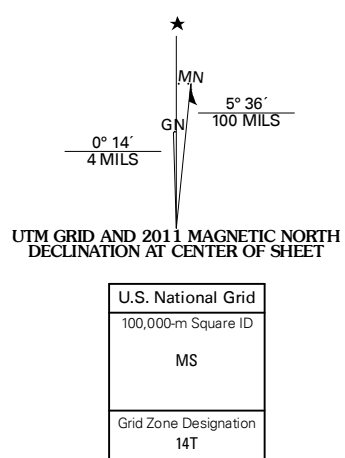 MN
GN
5° 36´
100 MILS
0° 14´
4 MILS
UTM GRID AND 2011 MAGNETIC NORTH
DECLINATION AT CENTER OF SHEET
U.S. National Grid
100,000-m Square ID
MS
Grid Zone Designation
14T